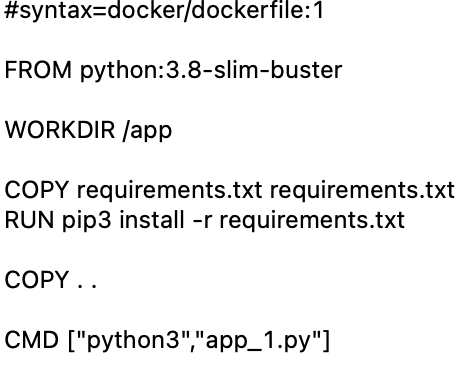 #syntax=docker/dockerfile:1
FROM python:3.8-slim-buster
WORKDIR /app
COPY requirements.txt requirements.txt
RUN pip3 install -r requirements.txt
COPY . .
CMD ["python3","app_1.py"]